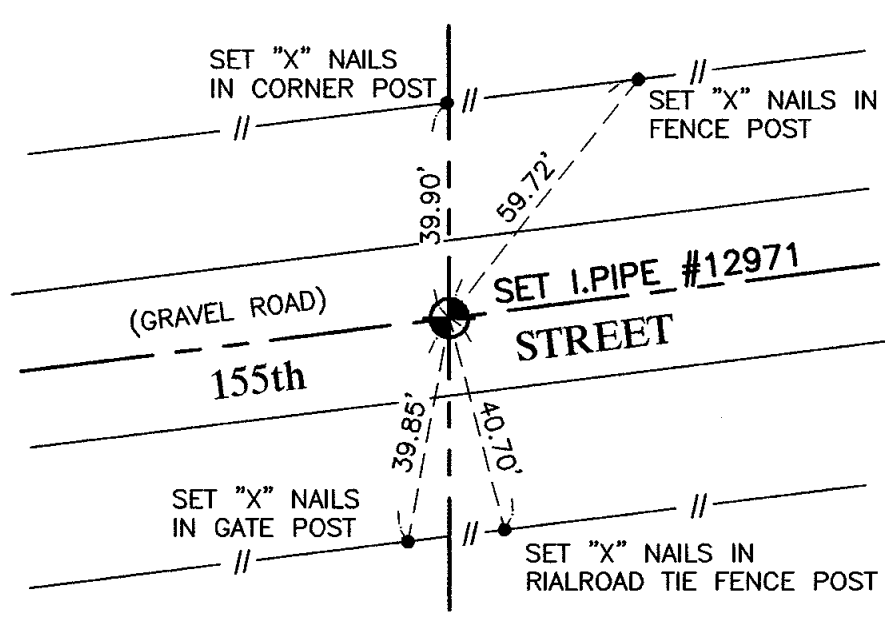 SET "X" NAILS
IN CORNER POST
SET "X" NAILS IN
FENCE POST
39.90'
59.72'
SET I.PIPE #12971
(GRAVEL ROAD)
155th
STREET
39.85'
40.70'
SET "X" NAILS
IN GATE POST
SET "X" NAILS IN
RIALROAD TIE FENCE POST